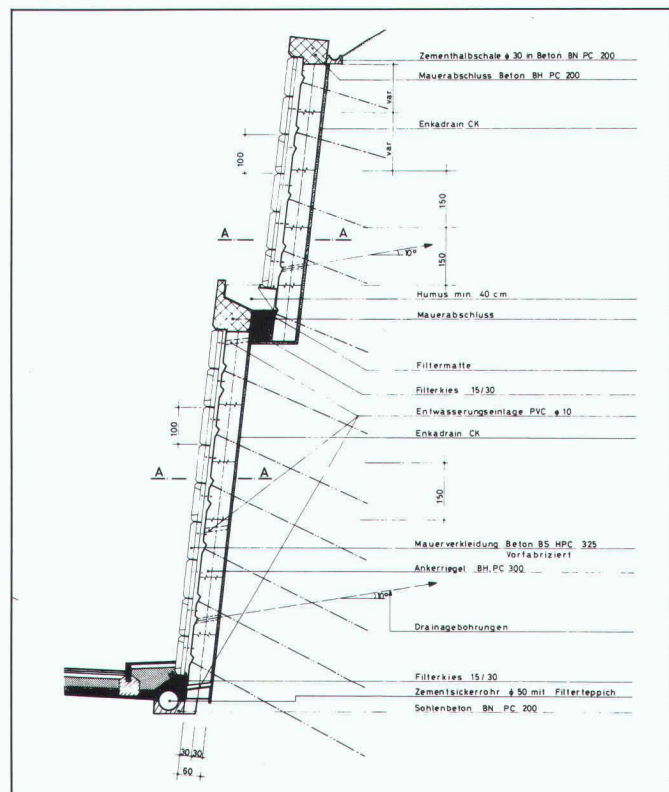 Zementhalbschale ϕ 30 in Beton BN PC 200
Mauerabschluss Beton BH PC 200
var
Enkadrain CK
var
100
150
A A
150
10°
Humus min. 40 cm
Mauerabschluss
Filtermatte
Filterkies 15/30
Entwässerungseinlage PVC ϕ 10
100
Enkadrain CK
A A
150
Mauerverkleidung Beton BS HPC 325
Vorfabriziert
Ankerriegel BH, PC 300
10°
Drainagebohrungen
Filterkies 15/30
Zementsickerrohr ϕ 50 mit Filterteppich
Sohlenbeton BN PC 200
30 30
60